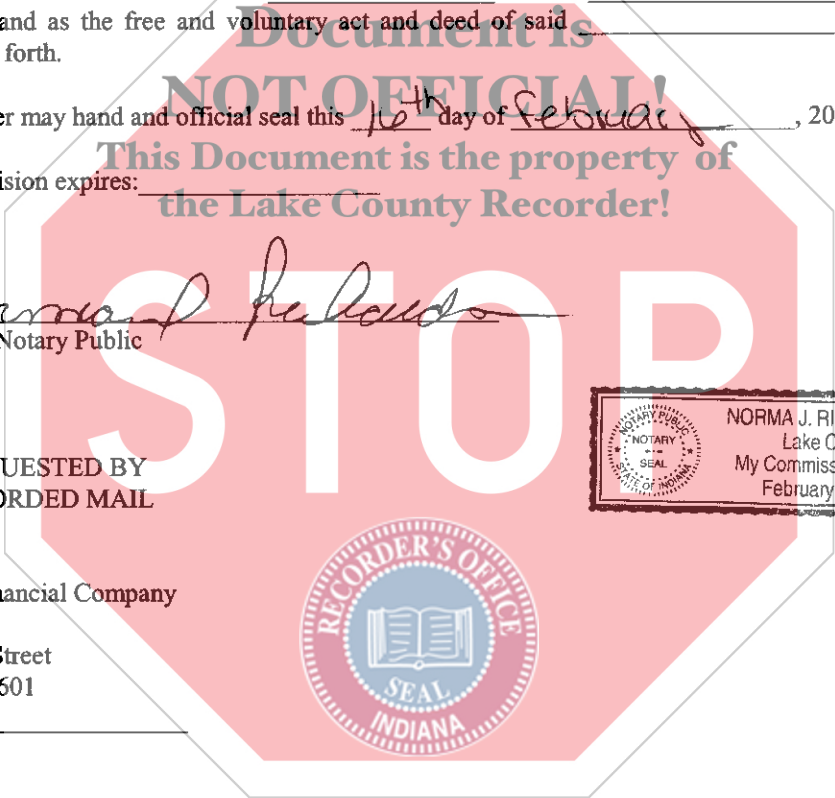 and as the free and voluntary act and deed of said
Document is
forth.
NOT OFFICIAL!
er may hand and official seal this 16th day of February, 20
This Document is the property of
ision expires:
the Lake County Recorder!
STOP
Notary Public
NORMA J. RI
Lake C
My Commiss
February
NOTARY PUBLIC
NOTARY
SEAL
STATE OF INDIANA
UESTED BY
ORDED MAIL
RECORDER'S OFFICE
SEAL
INDIANA
nancial Company
Street
601